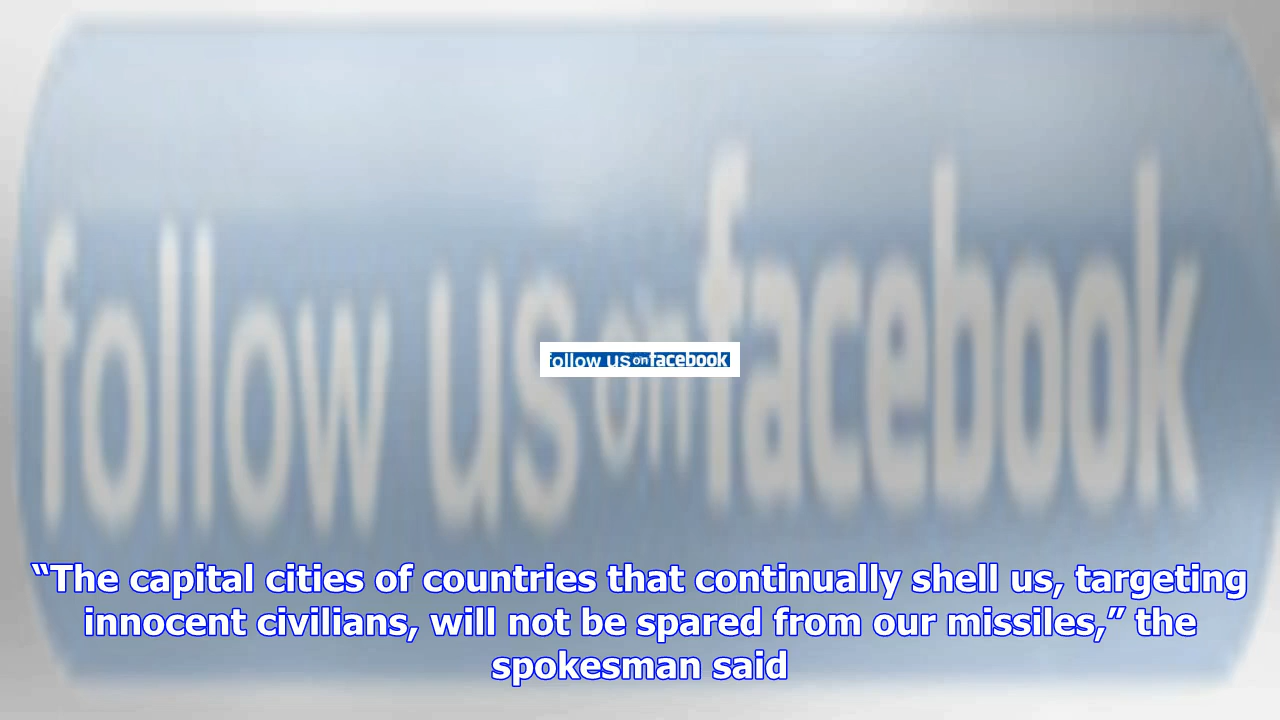 follow us on facebook
follow us on facebook
“The capital cities of countries that continually shell us, targeting
innocent civilians, will not be spared from our missiles,” the
spokesman said